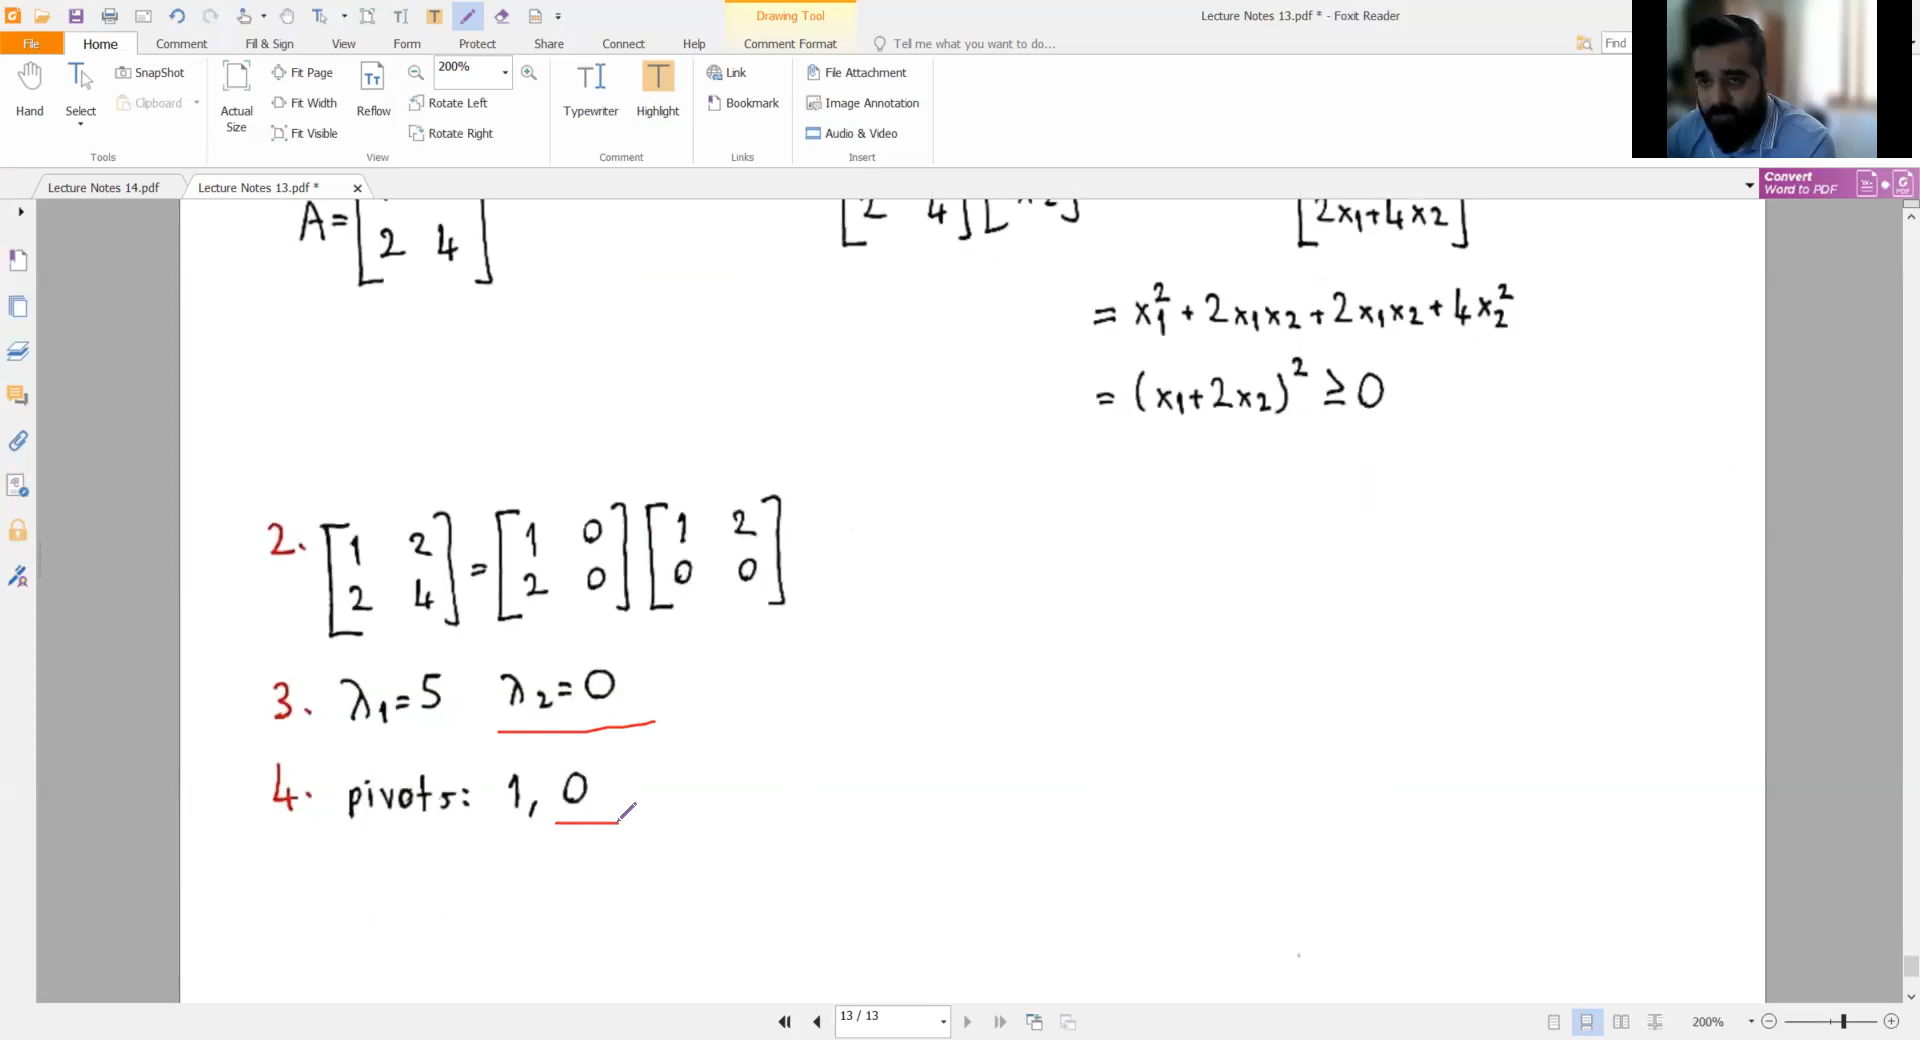 Lecture Notes 13.pdf * - Foxit Reader
Drawing Tool
File Home Comment Fill & Sign View Form Protect Share Connect Help Comment Format Tell me what you want to do... Find
Hand
Select
SnapShot
Clipboard
Tools
Actual Size
Fit Page
Fit Width
Fit Visible
Reflow
200%
Rotate Left
Rotate Right
View
Typewriter
Highlight
Comment
Link
Bookmark
Links
File Attachment
Image Annotation
Audio & Video
Insert
Lecture Notes 14.pdf Lecture Notes 13.pdf *
Convert
Word to PDF
A = [
2 4 ]
[2 4] [x2]
[2x1+4x2]
= x1² + 2x1x2 + 2x1x2 + 4x2²
= (x1+2x2)² ≥ 0
2. [1 2 = [1 0 [1 2
2 4] 2 0] 0 0]
3. λ1=5 λ2=0
4. pivots: 1, 0
13 / 13
200%